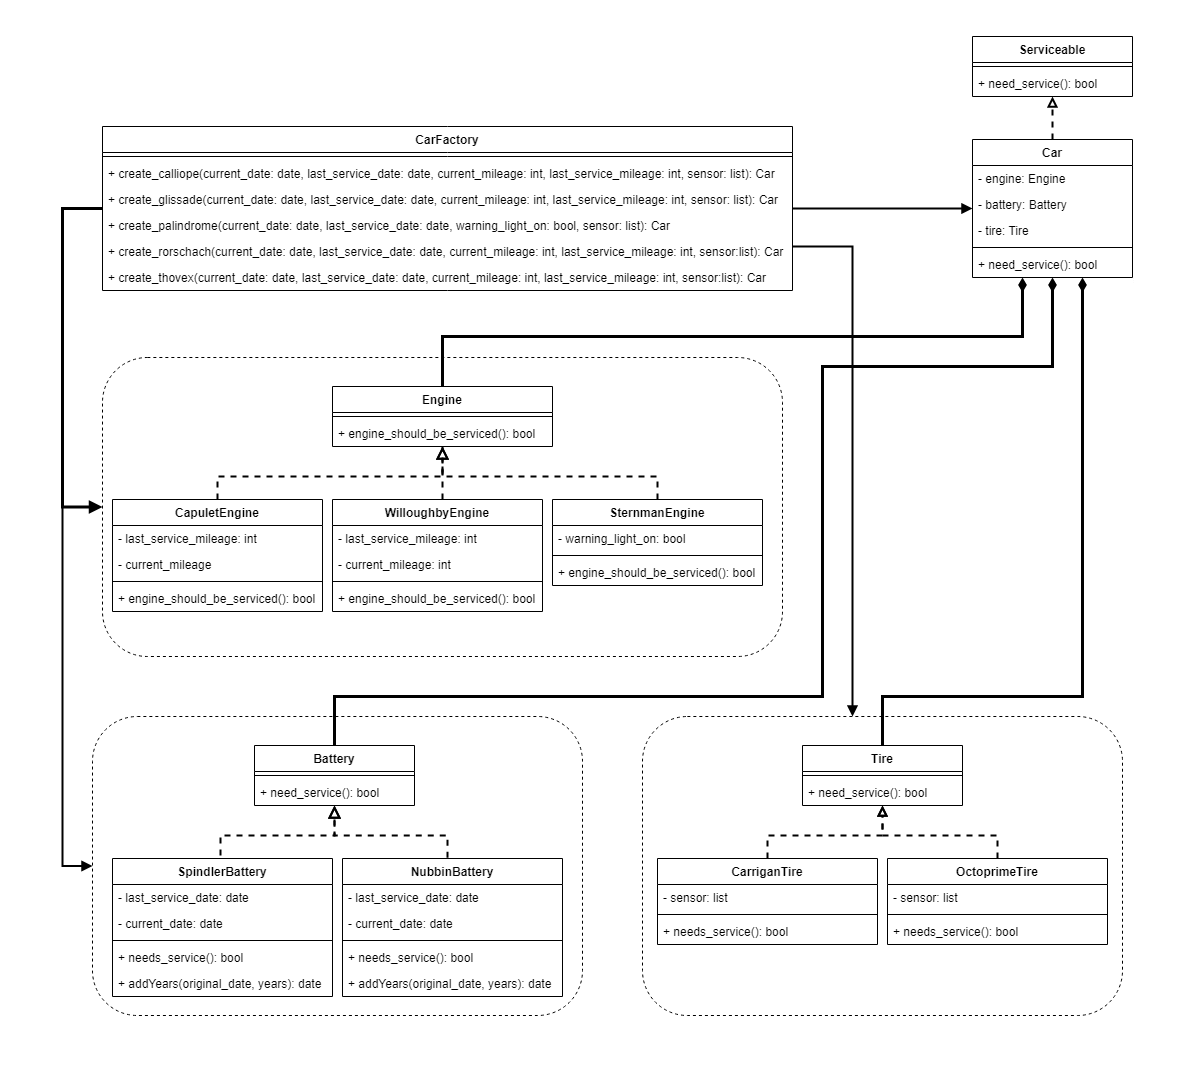 Serviceable
+ need_service(): bool
CarFactory
+ create_calliope(current_date: date, last_service_date: date, current_mileage: int, last_service_mileage: int, sensor: list): Car
+ create_glissade(current_date: date, last_service_date: date, current_mileage: int, last_service_mileage: int, sensor: list): Car
+ create_palindrome(current_date: date, last_service_date: date, warning_light_on: bool, sensor: list): Car
+ create_rorschach(current_date: date, last_service_date: date, current_mileage: int, last_service_mileage: int, sensor:list): Car
+ create_thovex(current_date: date, last_service_date: date, current_mileage: int, last_service_mileage: int, sensor:list): Car
Car
- engine: Engine
- battery: Battery
- tire: Tire
+ need_service(): bool
Engine
+ engine_should_be_serviced(): bool
CapuletEngine
- last_service_mileage: int
- current_mileage
+ engine_should_be_serviced(): bool
WilloughbyEngine
- last_service_mileage: int
- current_mileage: int
+ engine_should_be_serviced(): bool
SternmanEngine
- warning_light_on: bool
+ engine_should_be_serviced(): bool
Battery
+ need_service(): bool
SpindlerBattery
- last_service_date: date
- current_date: date
+ needs_service(): bool
+ addYears(original_date, years): date
NubbinBattery
- last_service_date: date
- current_date: date
+ needs_service(): bool
+ addYears(original_date, years): date
Tire
+ need_service(): bool
CarriganTire
- sensor: list
+ needs_service(): bool
OctoprimeTire
- sensor: list
+ needs_service(): bool